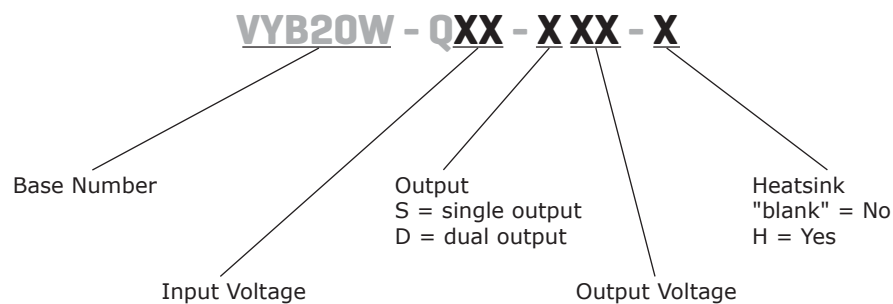 VYB20W - QXX - X XX - X
Base Number
Output
S = single output
D = dual output
Heatsink
"blank" = No
H = Yes
Input Voltage
Output Voltage